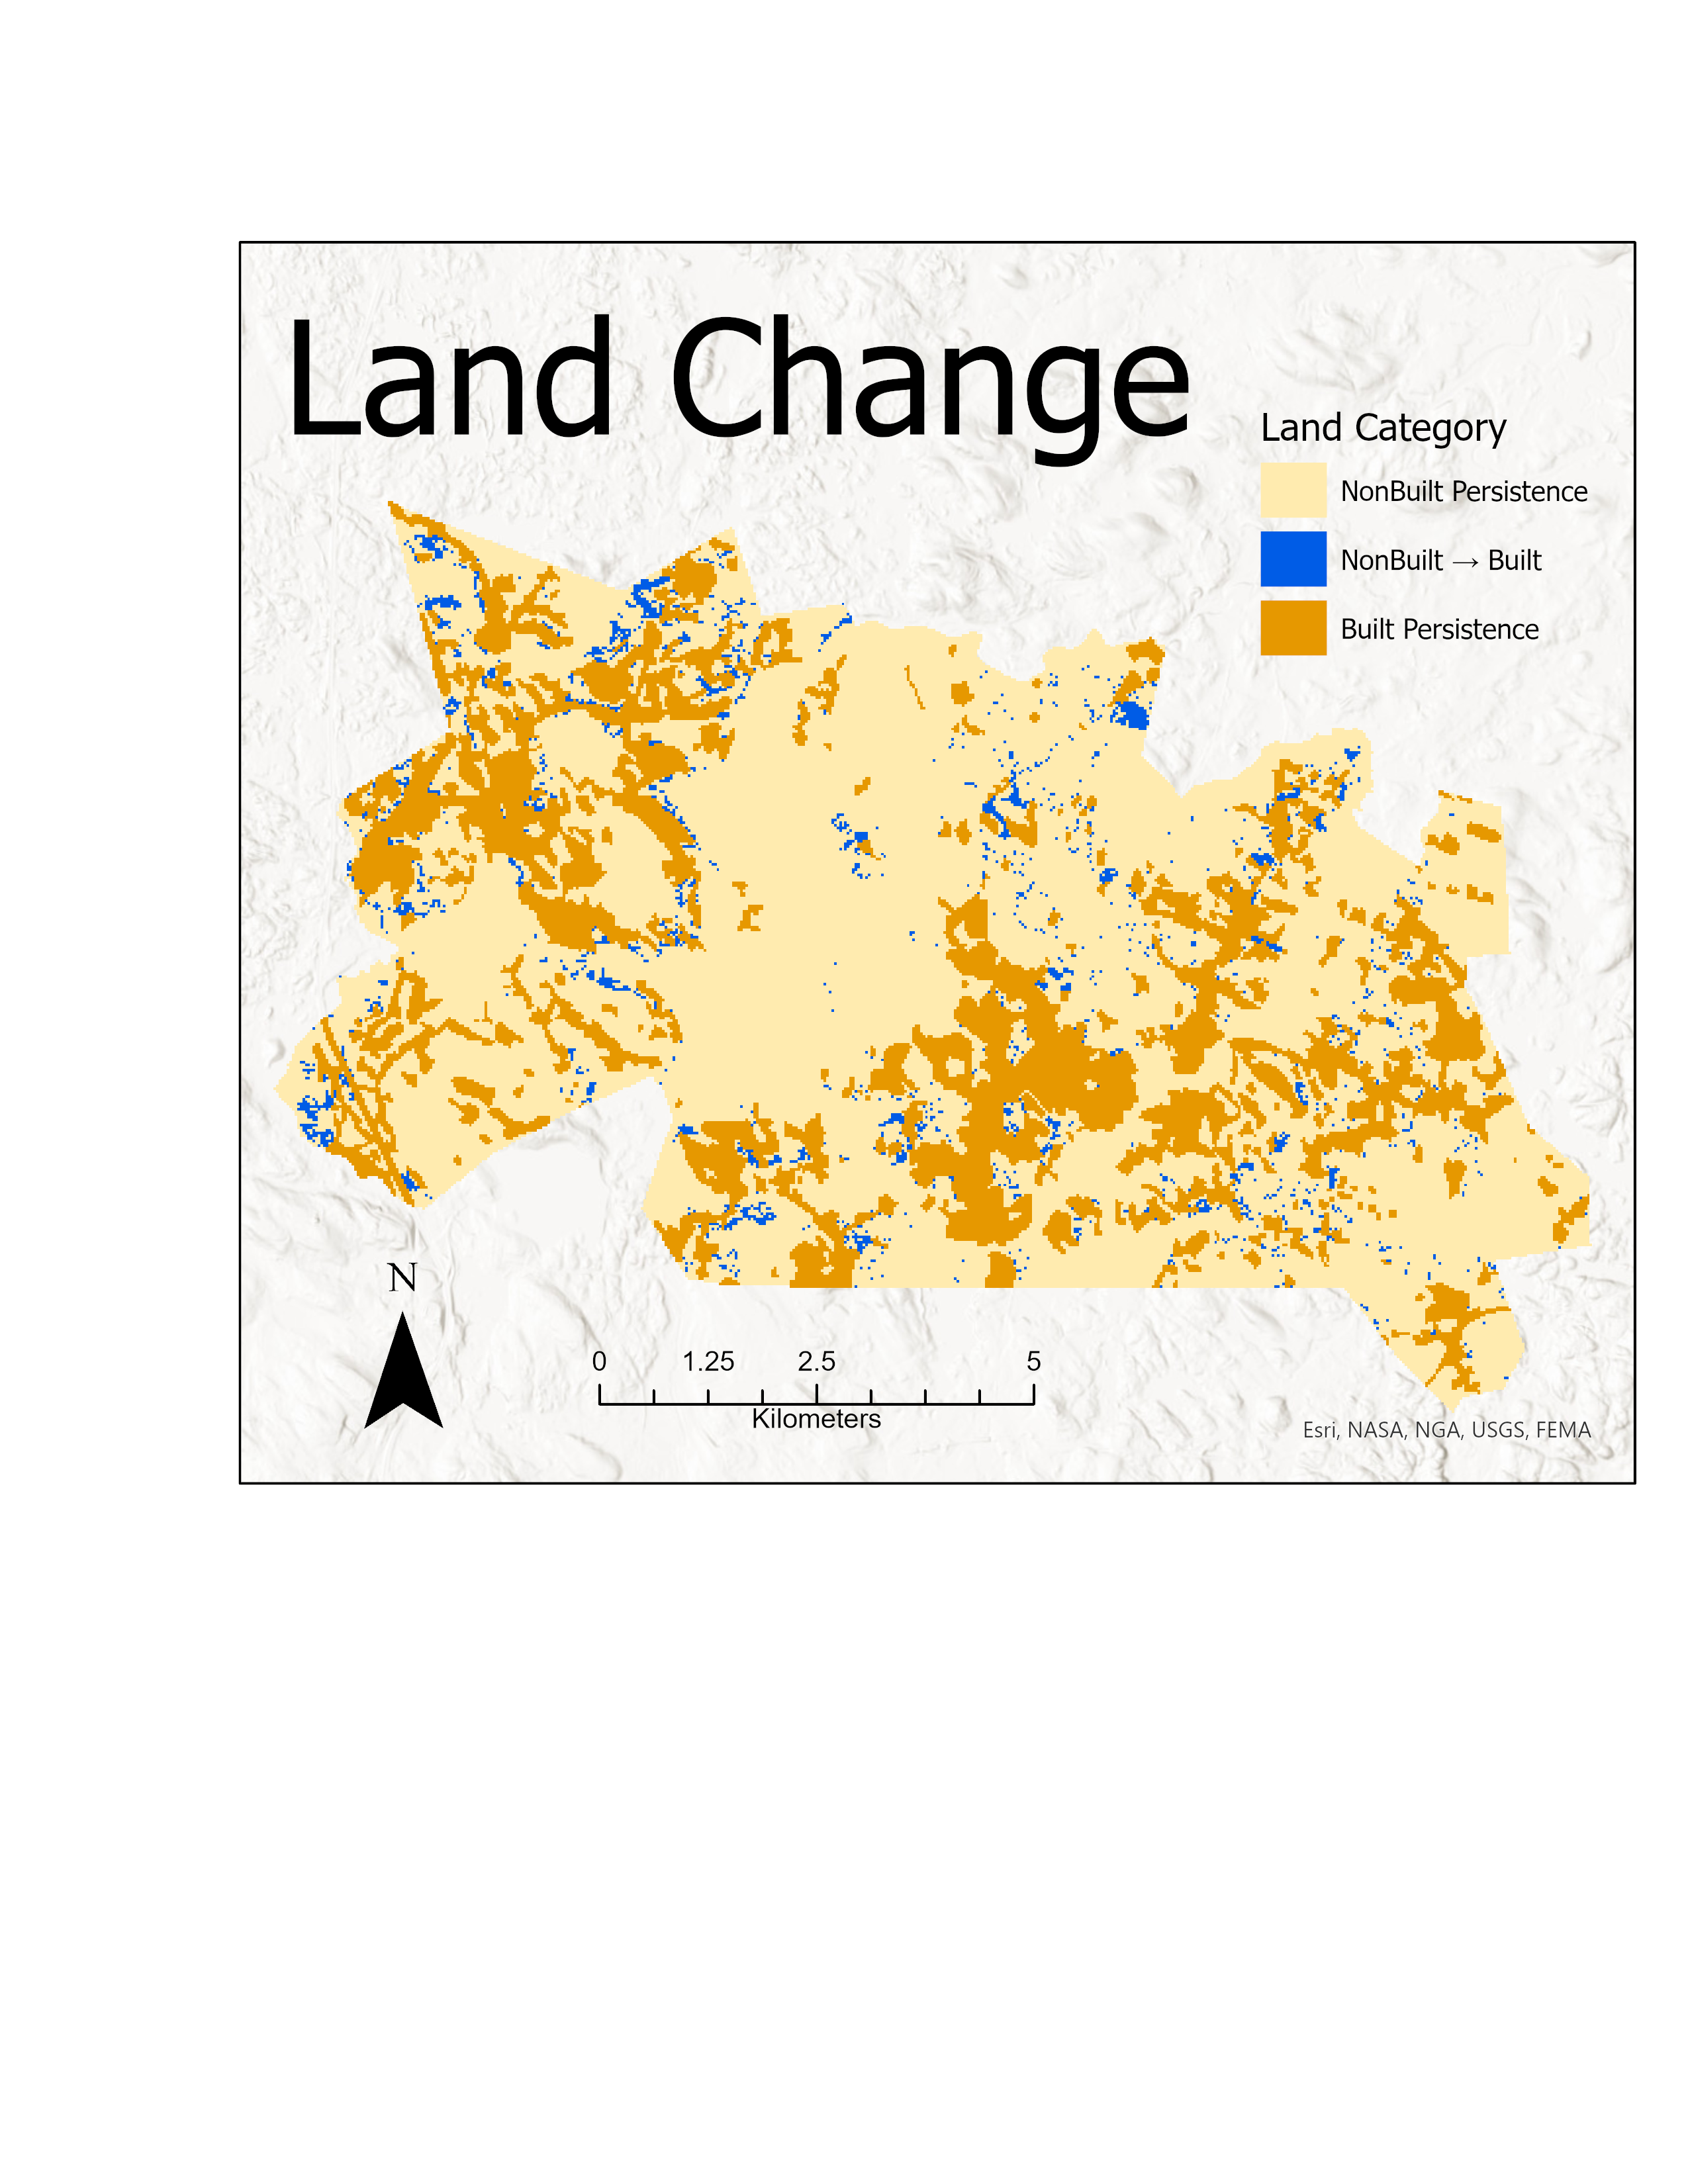 Land Change
Land Category
NonBuilt Persistence
NonBuilt → Built
Built Persistence
N
0 1.25 2.5 5
Kilometers
Esri, NASA, NGA, USGS, FEMA